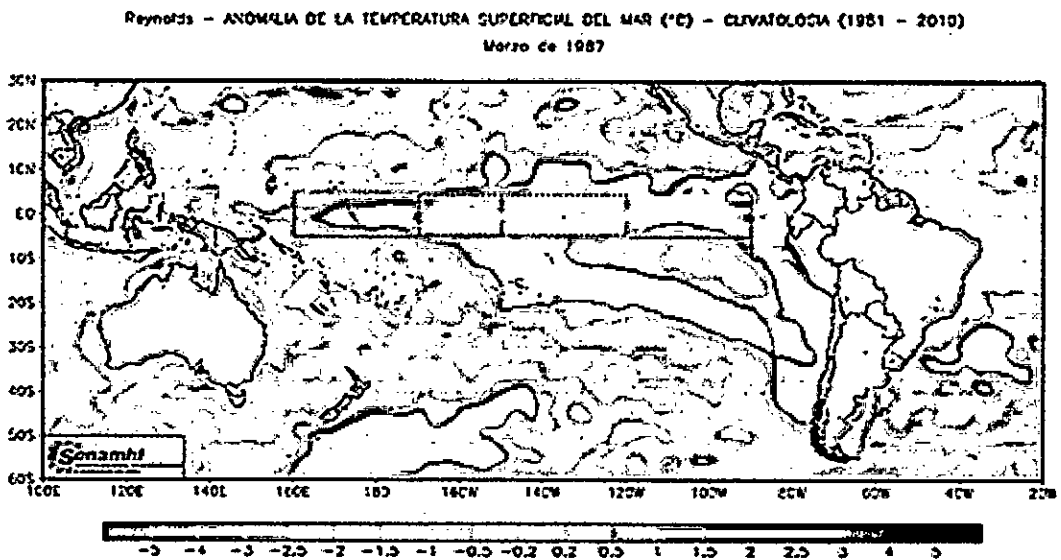 Reynolds - ANOMALIA DE LA TEMPERATURA SUPERFICIAL DEL MAR (°C) - CLIMATOLOGIA (1981 - 2010)
Marzo de 1987
30N
20N
10N
EQ
10S
20S
30S
40S
50S
60S
Senamhi
100E 120E 140E 160E 180 160W 140W 120W 100W 80W 60W 40W 20W
-5 -4 -3 -2.5 -2 -1.5 -1 -0.5 -0.2 0.2 0.5 1 1.5 2 2.5 3 4 5